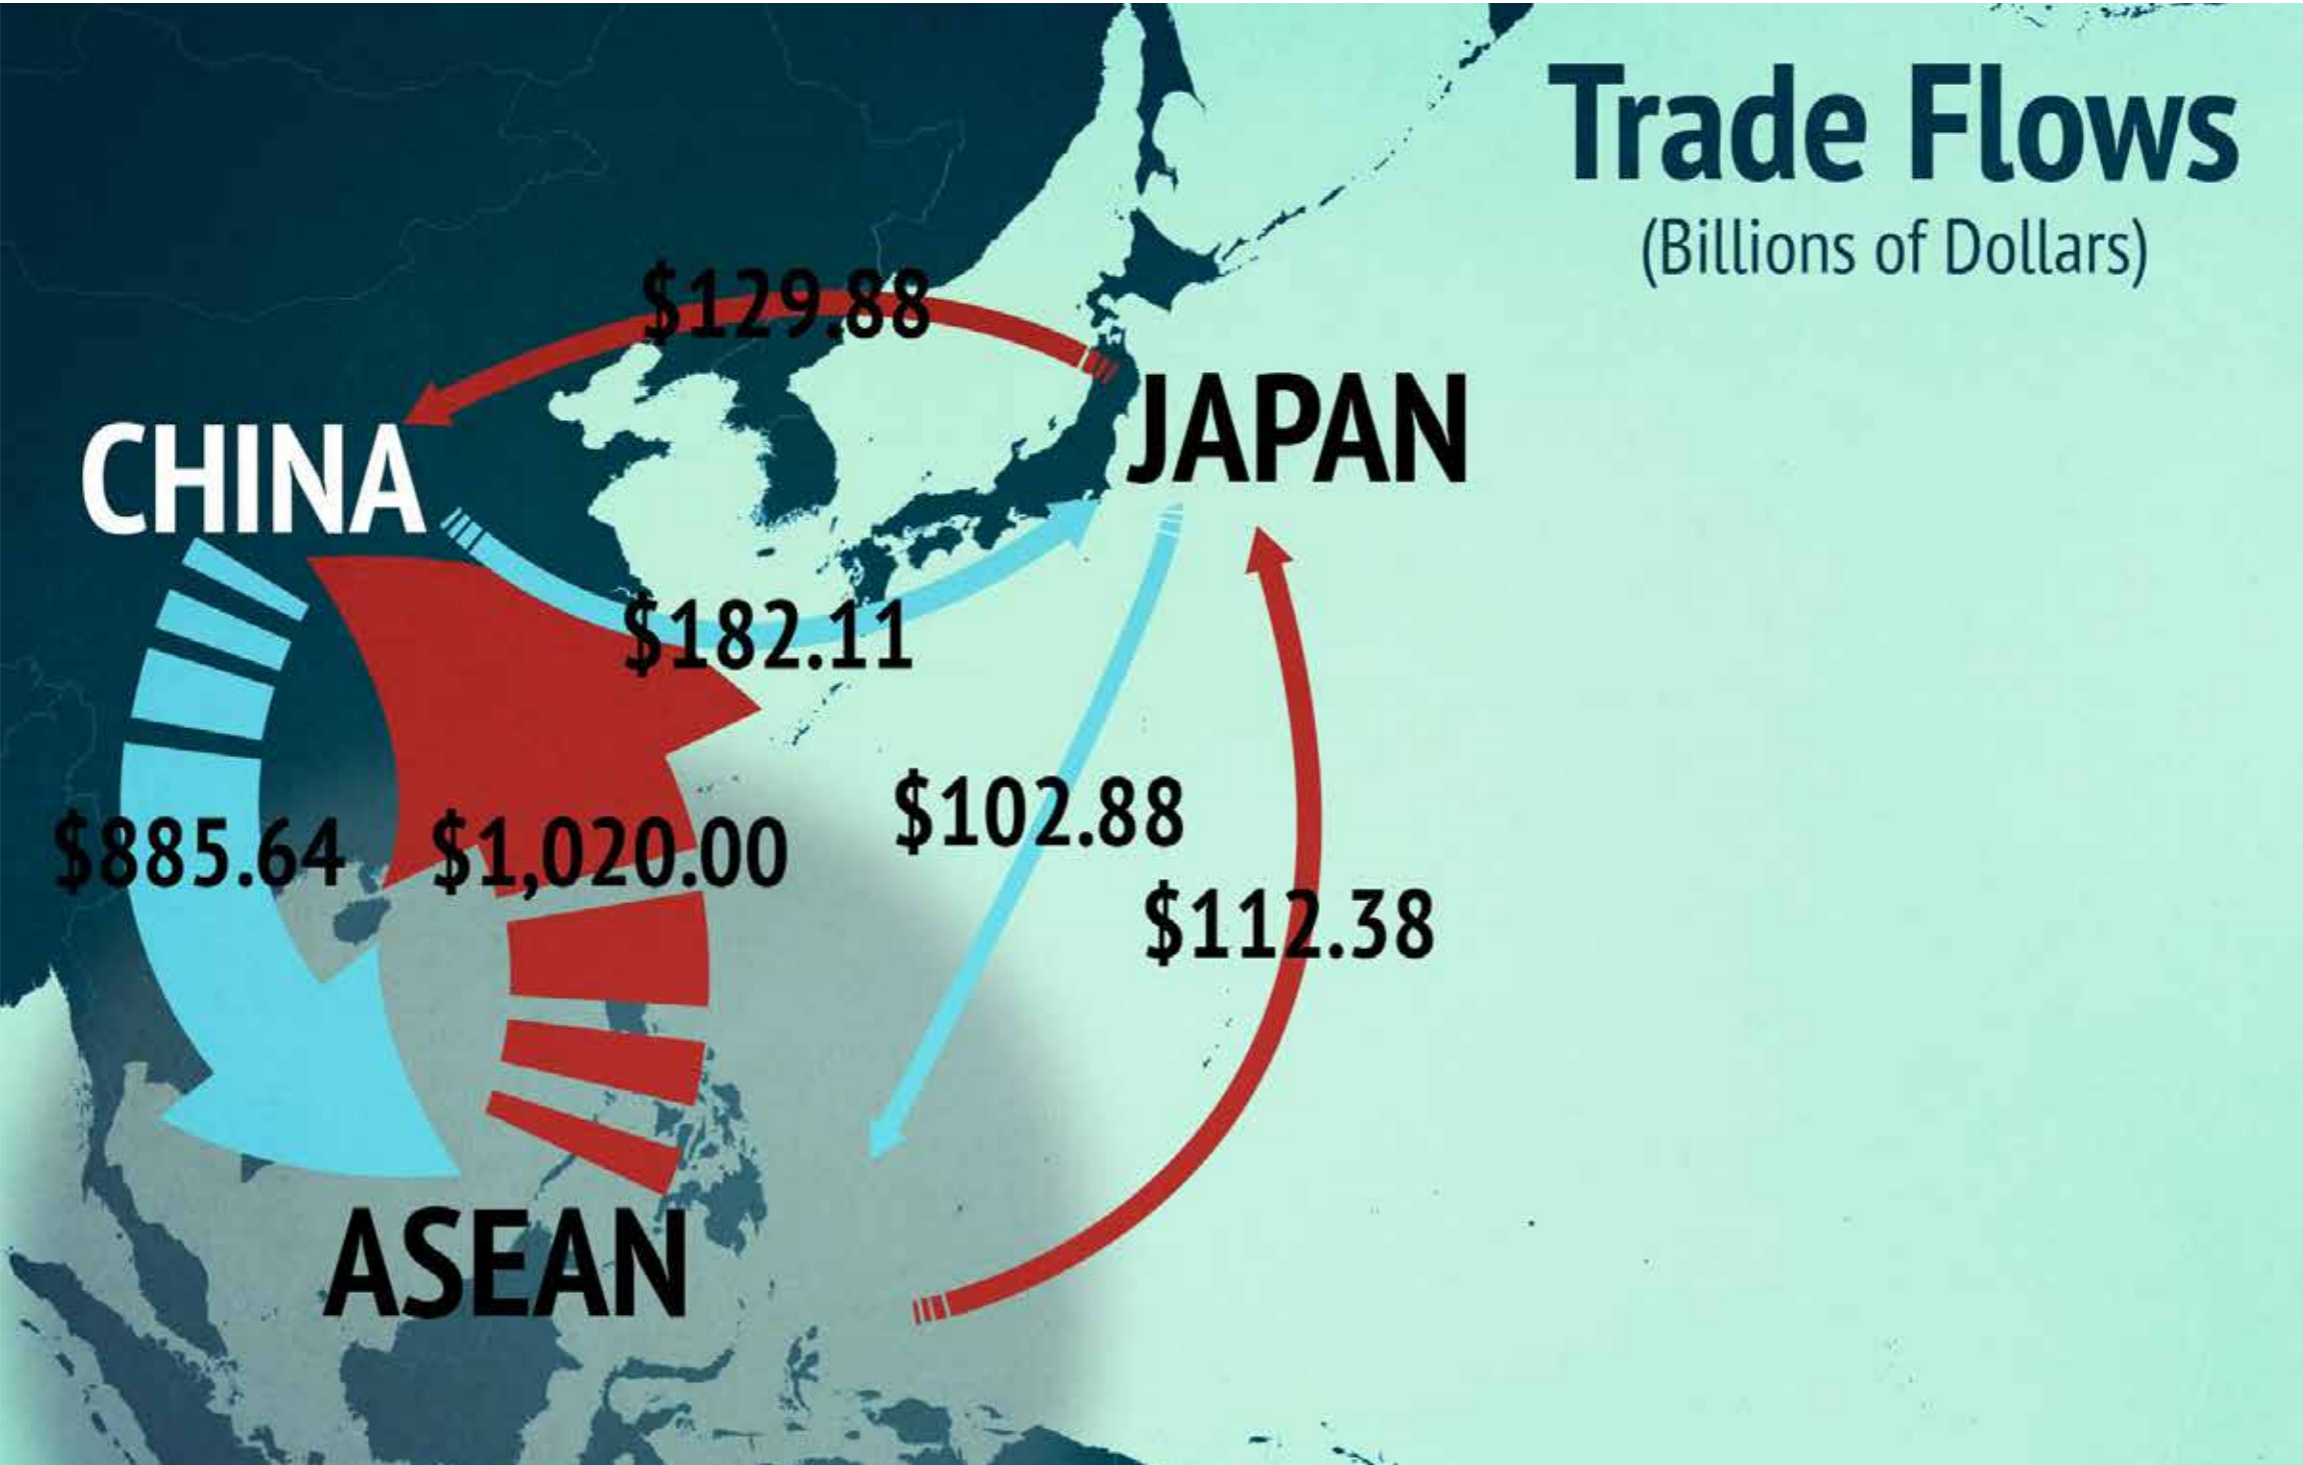 Trade Flows
(Billions of Dollars)
$129.88
JAPAN
CHINA
$182.11
$102.88
$885.64
$1,020.00
$112.38
ASEAN